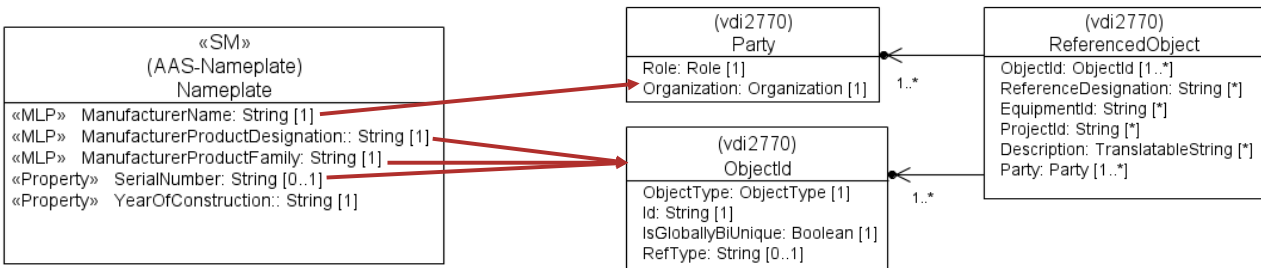 «SM»
(AAS-Nameplate)
Nameplate
«MLP» ManufacturerName: String [1]
«MLP» ManufacturerProductDesignation:: String [1]
«MLP» ManufacturerProductFamily: String [1]
«Property» SerialNumber: String [0..1]
«Property» YearOfConstruction:: String [1]
(vdi2770)
Party
Role: Role [1]
Organization: Organization [1]
1..*
(vdi2770)
ObjectId
ObjectType: ObjectType [1]
Id: String [1]
IsGloballyBiUnique: Boolean [1]
RefType: String [0..1]
1..*
(vdi2770)
ReferencedObject
ObjectId: ObjectId [1..*]
ReferenceDesignation: String [*]
EquipmentId: String [*]
ProjectId: String [*]
Description: TranslatableString [*]
Party: Party [1..*]